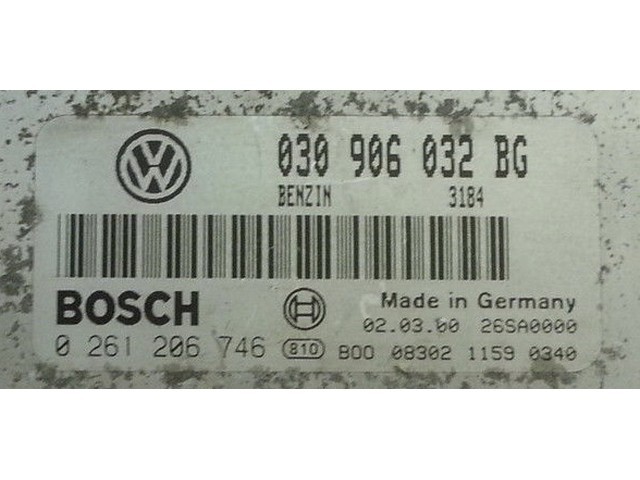 030 906 032 BG
BENZIN 3184
BOSCH
Made in Germany
02.03.00 26SA0000
0 261 206 746 810 800 08302 1159 0340